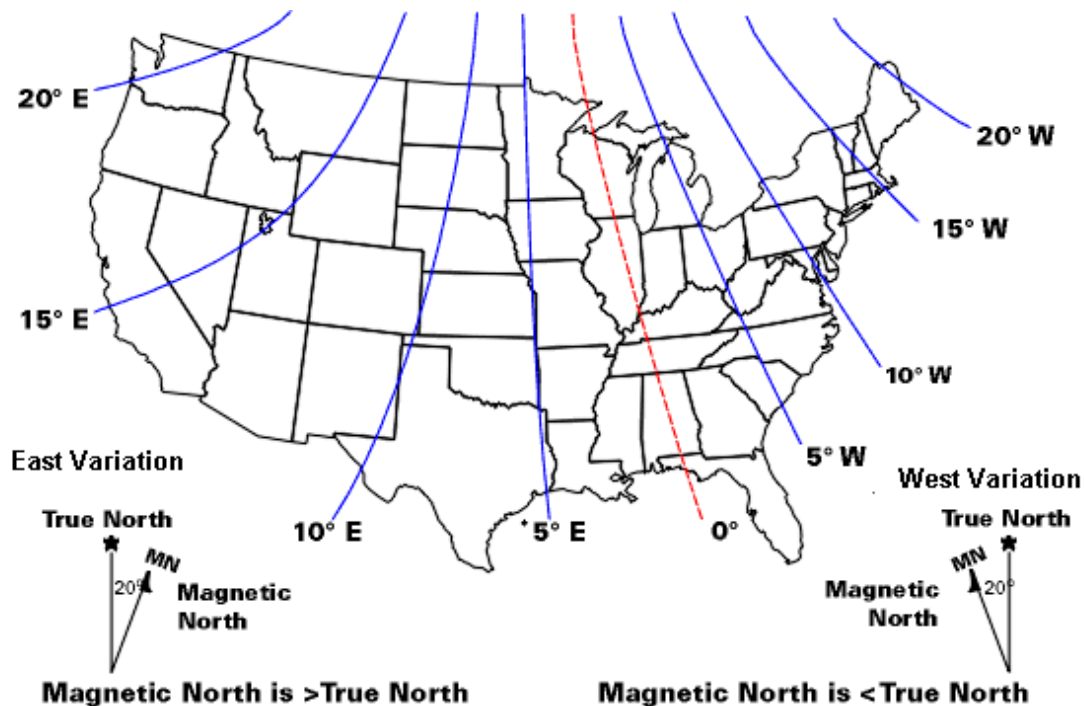 20° E
20° W
15° W
15° E
10° W
5° W
East Variation
West Variation
True North
10° E
5° E
0°
True North
MN
20°
Magnetic
North
MN
20°
Magnetic
North
Magnetic North is >True North
Magnetic North is <True North